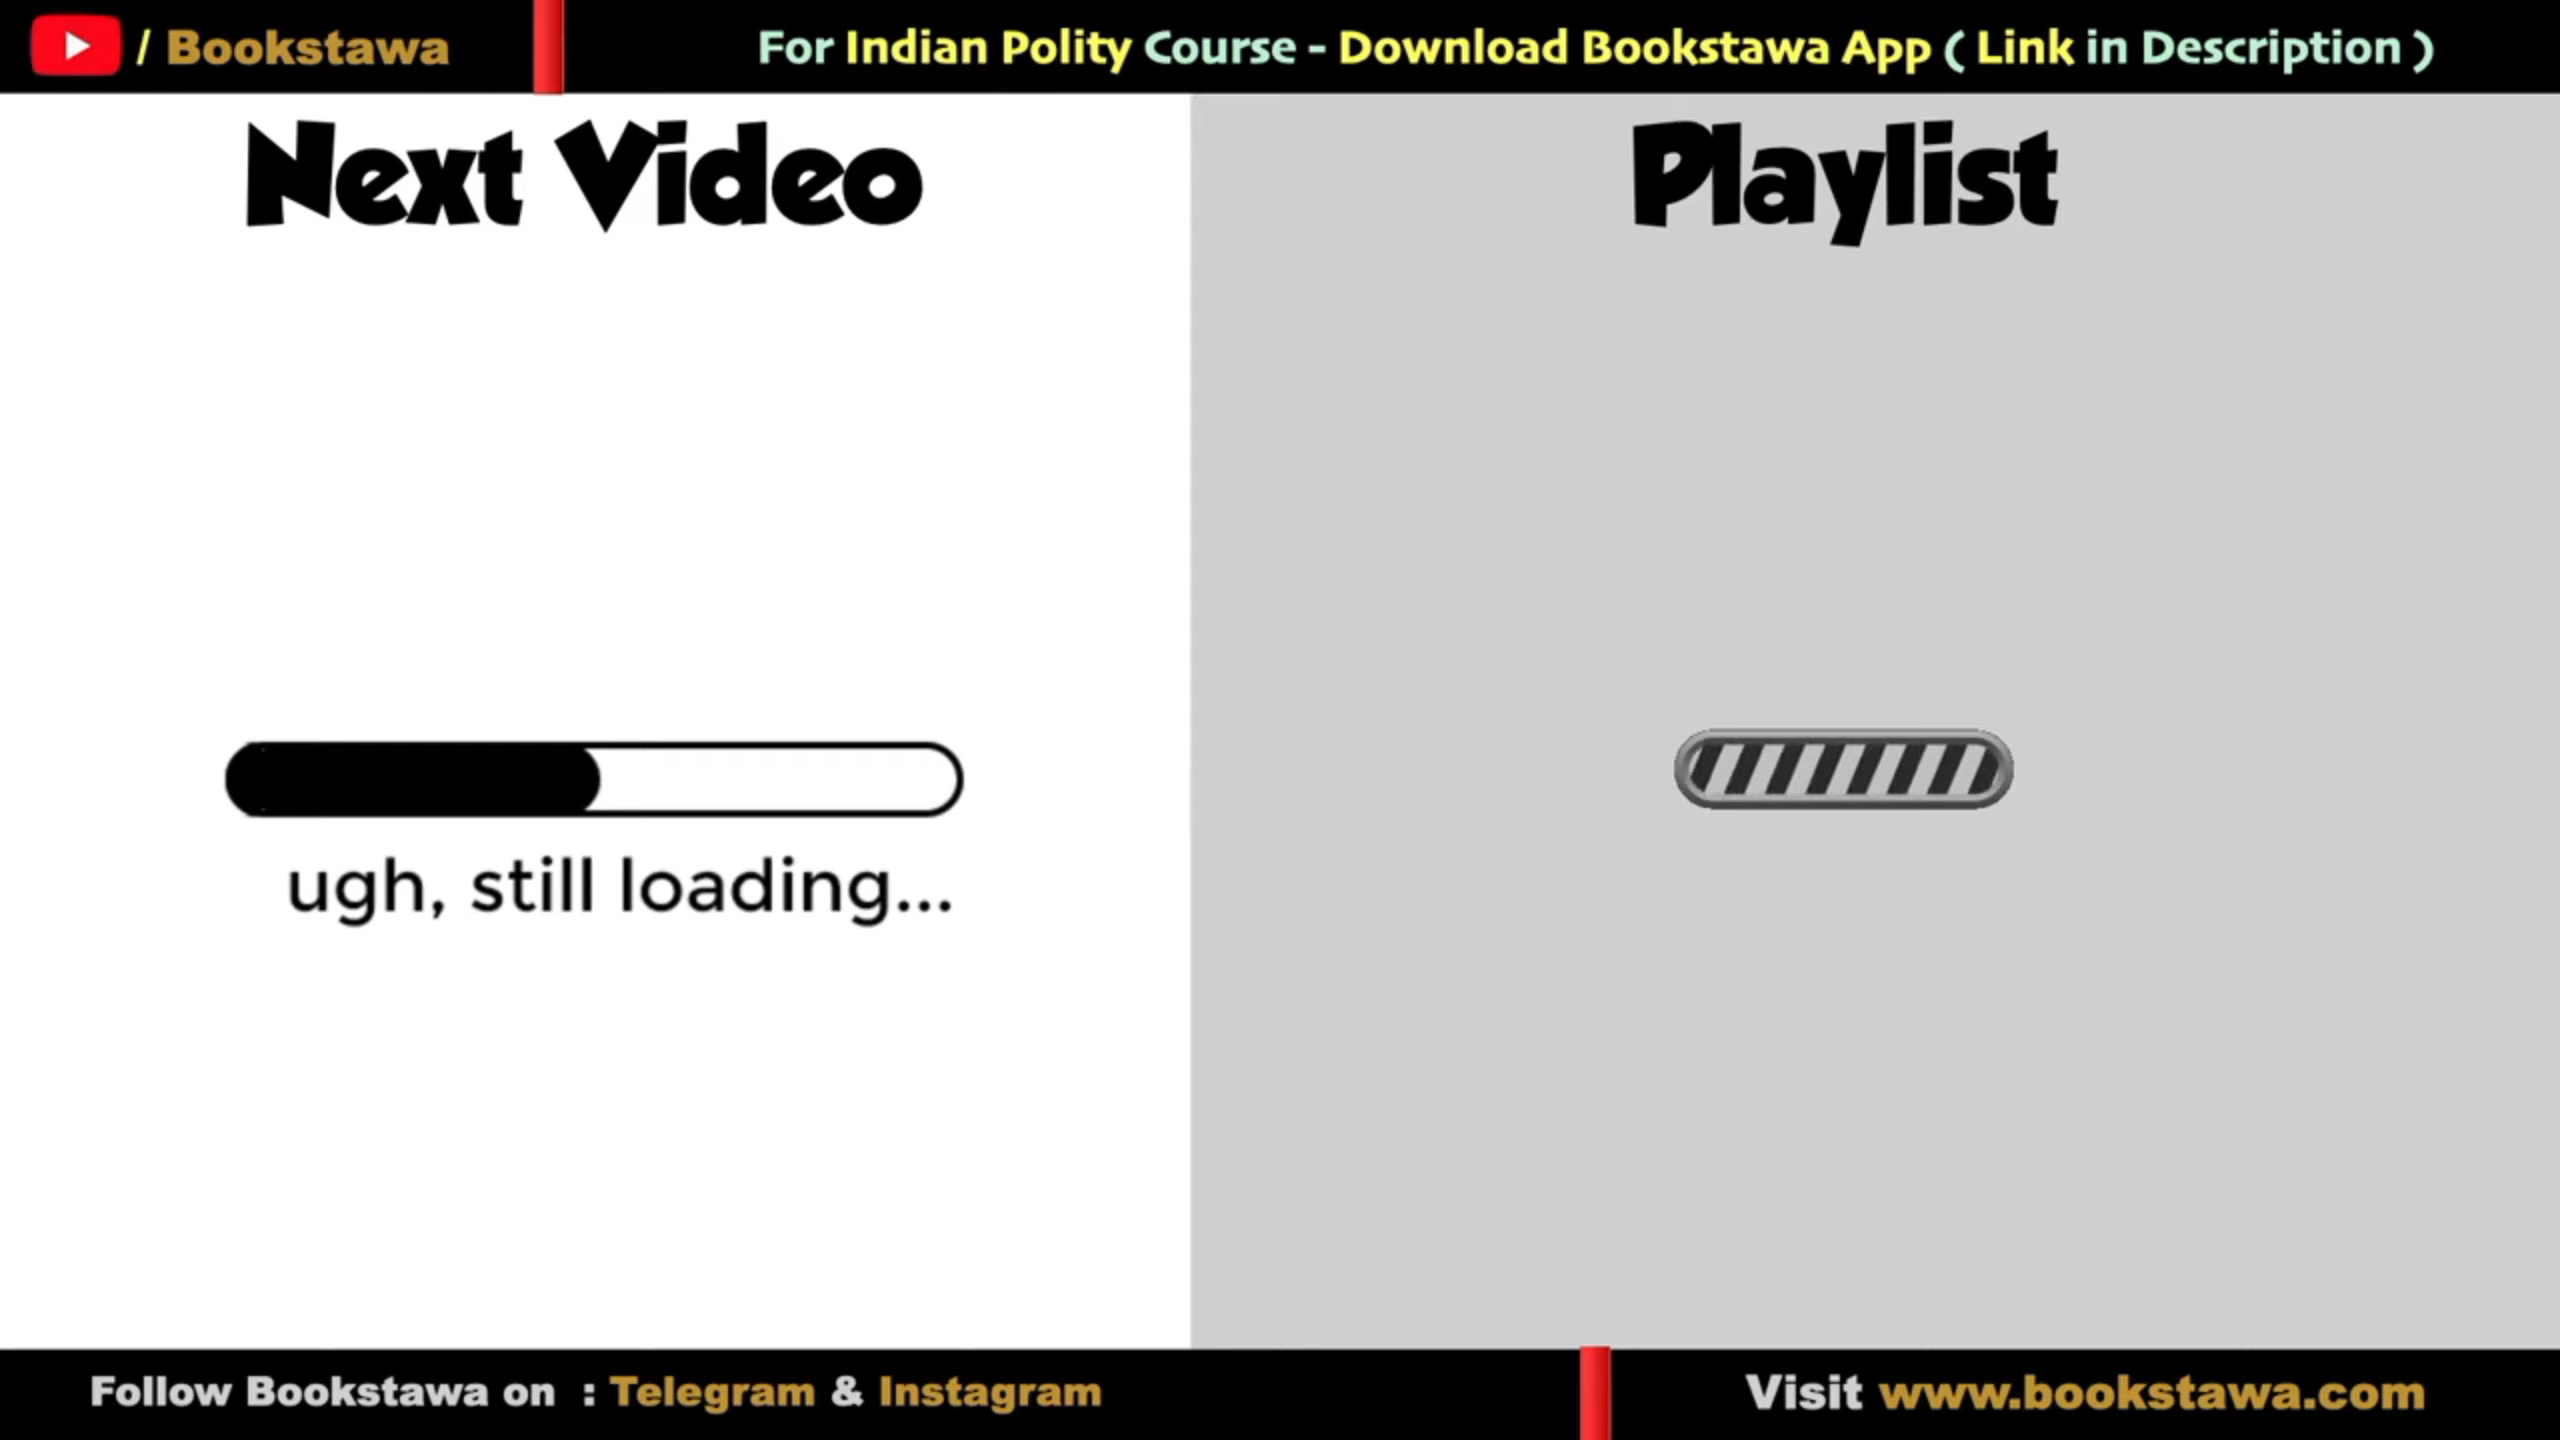 / Bookstawa
For Indian Polity Course - Download Bookstawa App ( Link in Description )
Next Video
Playlist
ugh, still loading...
Follow Bookstawa on : Telegram & Instagram
Visit www.bookstawa.com